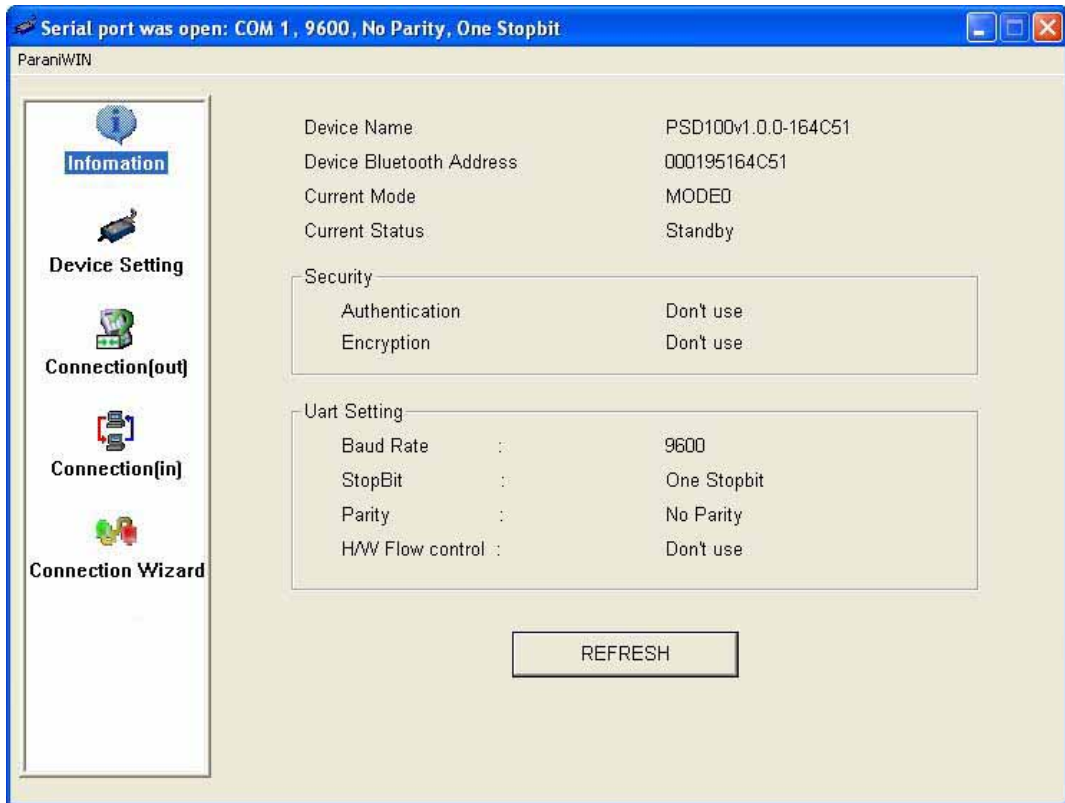 Serial port was open: COM 1, 9600, No Parity, One Stopbit
ParaniWIN
Infomation
Device Setting
Connection(out)
Connection(in)
Connection Wizard
Device Name PSD100v1.0.0-164C51
Device Bluetooth Address 000195164C51
Current Mode MODE0
Current Status Standby
Security
Authentication Don't use
Encryption Don't use
Uart Setting
Baud Rate : 9600
StopBit : One Stopbit
Parity : No Parity
H/W Flow control : Don't use
REFRESH